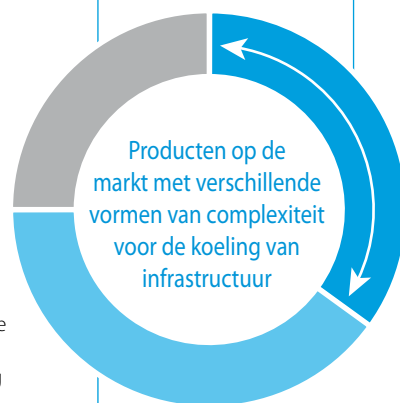 Producten op de
markt met verschillende
vormen van complexiteit
voor de koeling van
infrastructuur